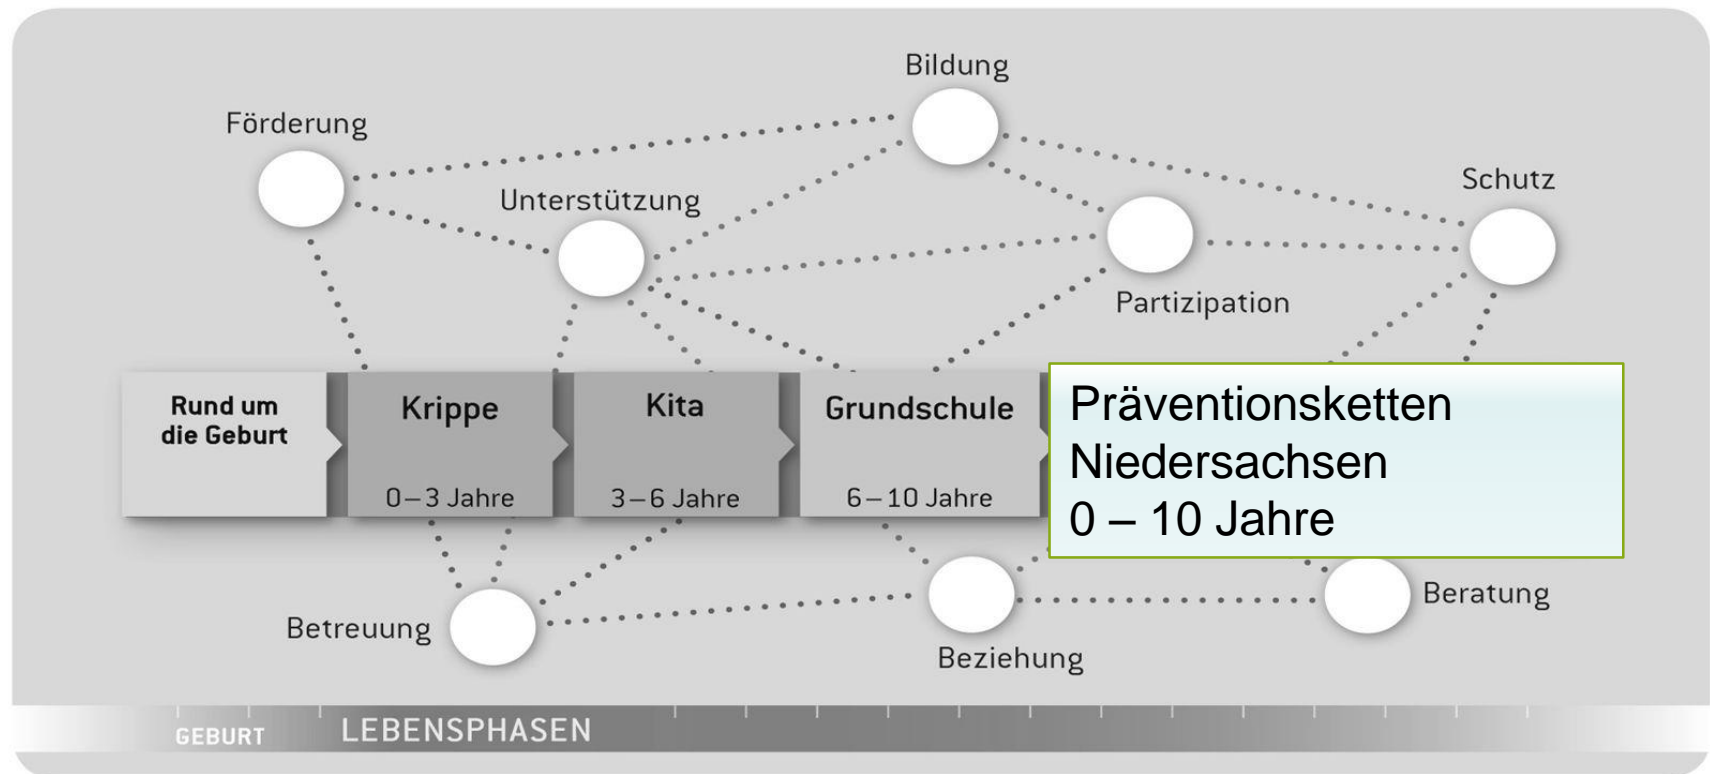 Bildung
Förderung
Unterstützung
Schutz
Partizipation
Rund um
die Geburt
Krippe
0–3 Jahre
Kita
3–6 Jahre
Grundschule
6–10 Jahre
Präventionsketten
Niedersachsen
0 – 10 Jahre
Betreuung
Beziehung
Beratung
GEBURT
LEBENSPHASEN